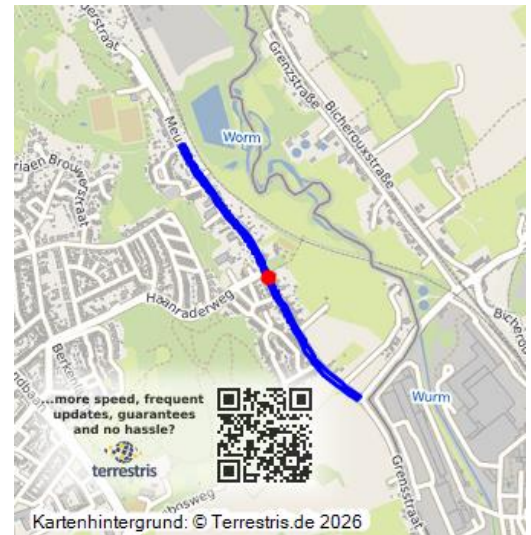 Grenzstraße
Bicherouxstraße
Worm
Meu
Haanraderweg
Wurm
Grensstraat
...more speed, frequent
updates, guarantees
and no hassle?
terrestris
Kartenhintergrund: © Terrestris.de 2026